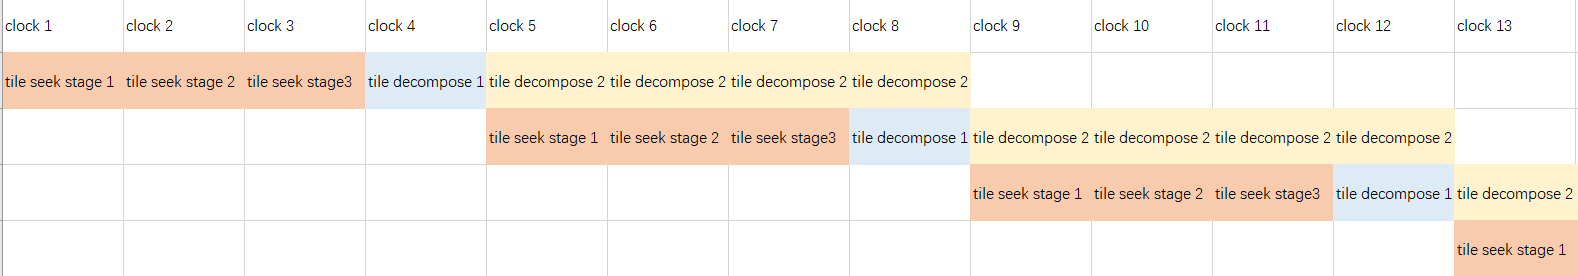 clock 1 clock 2 clock 3 clock 4 clock 5 clock 6 clock 7 clock 8 clock 9 clock 10 clock 11 clock 12 clock 13
tile seek stage 1 tile seek stage 2 tile seek stage3 tile decompose 1 tile decompose 2 tile decompose 2 tile decompose 2 tile decompose 2
tile seek stage 1 tile seek stage 2 tile seek stage3 tile decompose 1 tile decompose 2 tile decompose 2 tile decompose 2 tile decompose 2
tile seek stage 1 tile seek stage 2 tile seek stage3 tile decompose 1 tile decompose 2
tile seek stage 1